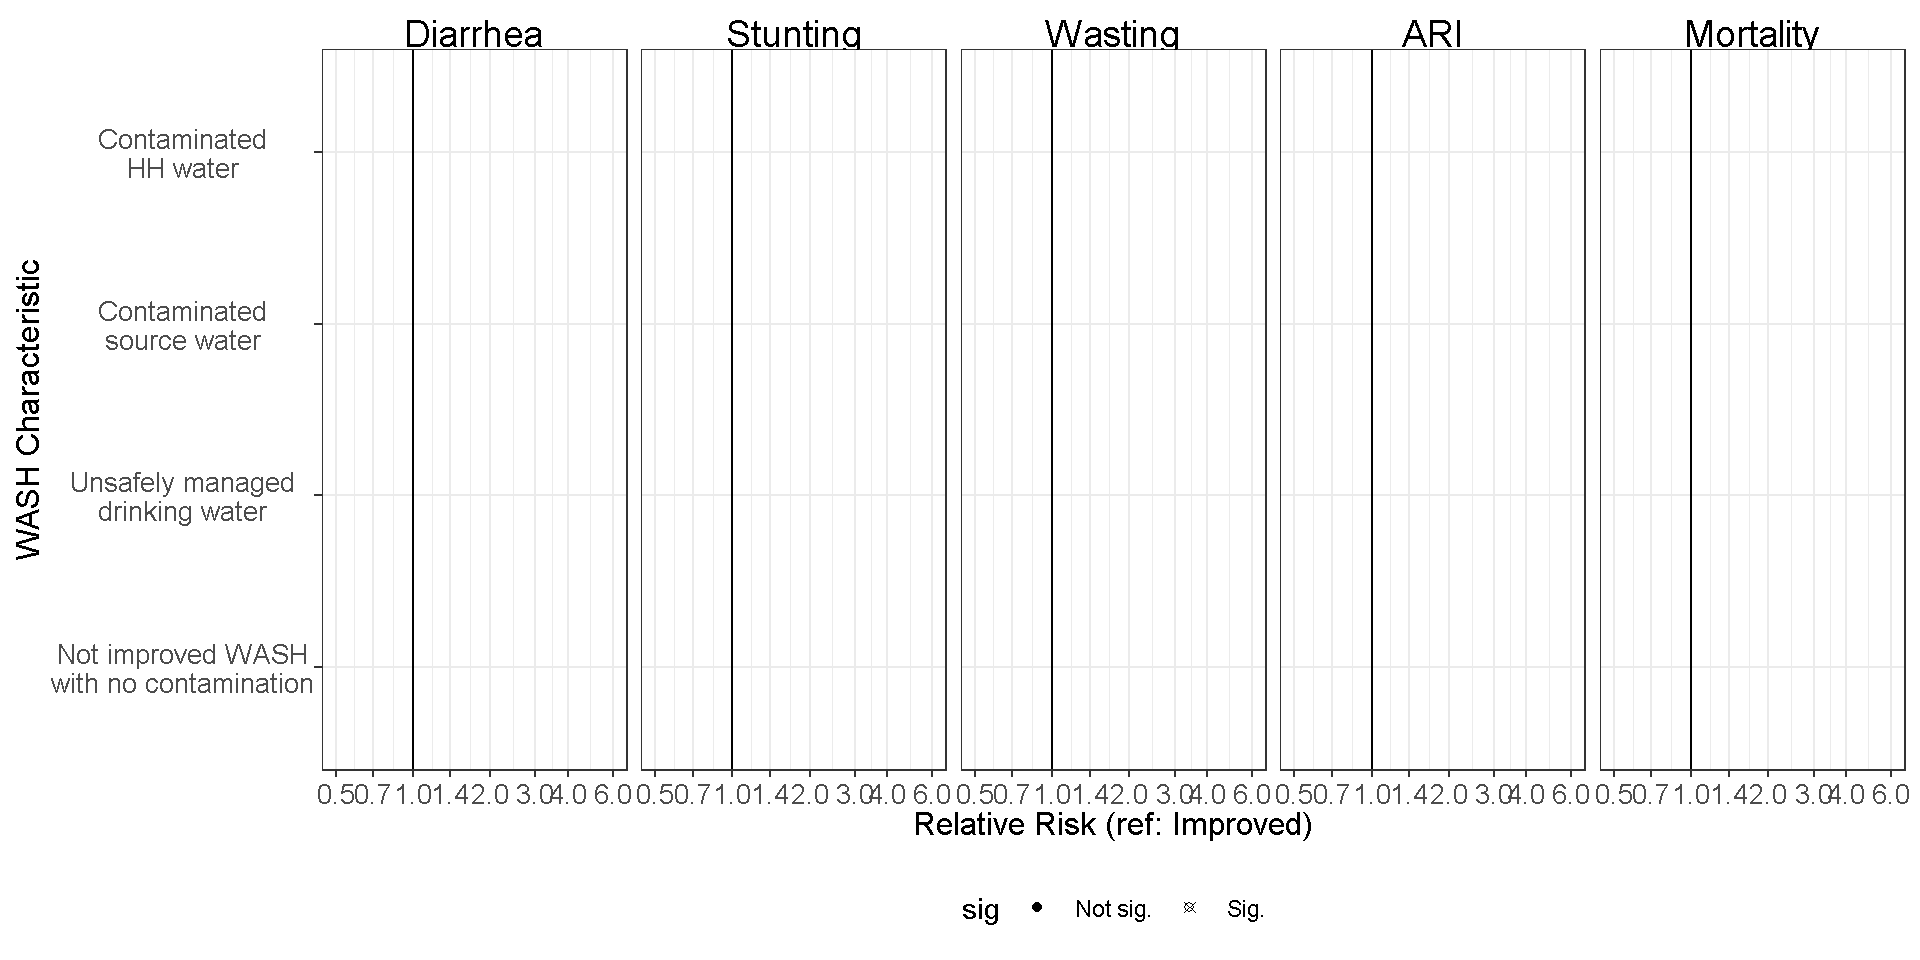 Diarrhea Stunting Wasting ARI Mortality
WASH Characteristic
Contaminated
HH water
Contaminated
source water
Unsafely managed
drinking water
Not improved WASH
with no contamination
0.5 0.7 1.0 1.4 2.0 3.0 4.0 6.0 0.5 0.7 1.0 1.4 2.0 3.0 4.0 6.0 0.5 0.7 1.0 1.4 2.0 3.0 4.0 6.0 0.5 0.7 1.0 1.4 2.0 3.0 4.0 6.0 0.5 0.7 1.0 1.4 2.0 3.0 4.0 6.0
Relative Risk (ref: Improved)
sig Not sig. Sig.